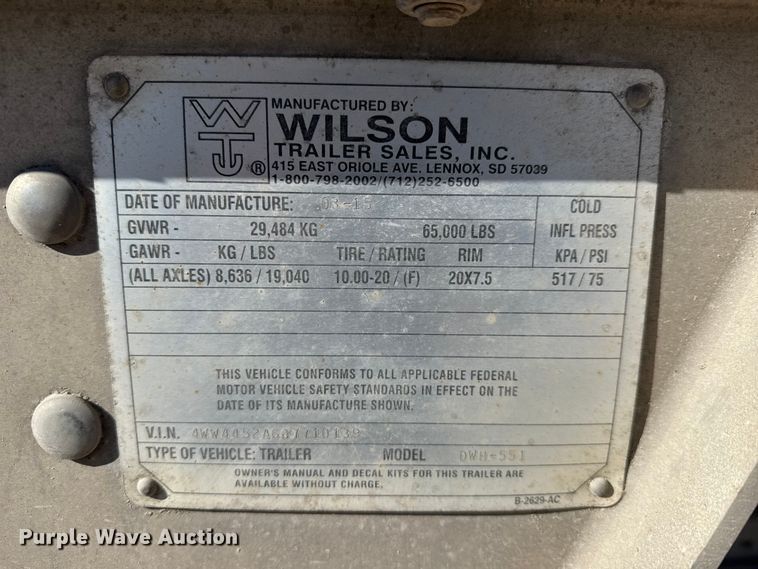 MANUFACTURED BY:
WT ® WILSON
TRAILER SALES, INC.
415 EAST ORIOLE AVE. LENNOX, SD 57039
1-800-798-2002/(712)252-6500
DATE OF MANUFACTURE: COLD
GVWR - 29,484 KG 65,000 LBS INFL PRESS
GAWR - KG / LBS TIRE / RATING RIM KPA / PSI
(ALL AXLES) 8,636 / 19,040 10.00-20 / (F) 20X7.5 517 / 75
THIS VEHICLE CONFORMS TO ALL APPLICABLE FEDERAL
MOTOR VEHICLE SAFETY STANDARDS IN EFFECT ON THE
DATE OF ITS MANUFACTURE SHOWN.
V.I.N.
TYPE OF VEHICLE: TRAILER MODEL DWH-551
OWNER'S MANUAL AND DECAL KITS FOR THIS TRAILER ARE
AVAILABLE WITHOUT CHARGE.
B-2629-AC
Purple Wave Auction